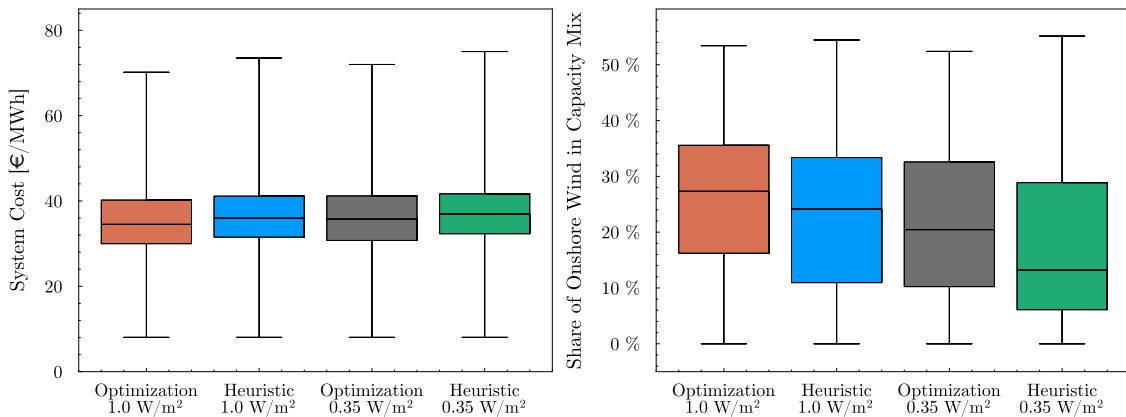 System Cost [€/MWh]
80
60
40
20
0
Optimization
1.0 W/m²
Heuristic
1.0 W/m²
Optimization
0.35 W/m²
Heuristic
0.35 W/m²
Share of Onshore Wind in Capacity Mix
50 %
40 %
30 %
20 %
10 %
0 %
Optimization
1.0 W/m²
Heuristic
1.0 W/m²
Optimization
0.35 W/m²
Heuristic
0.35 W/m²